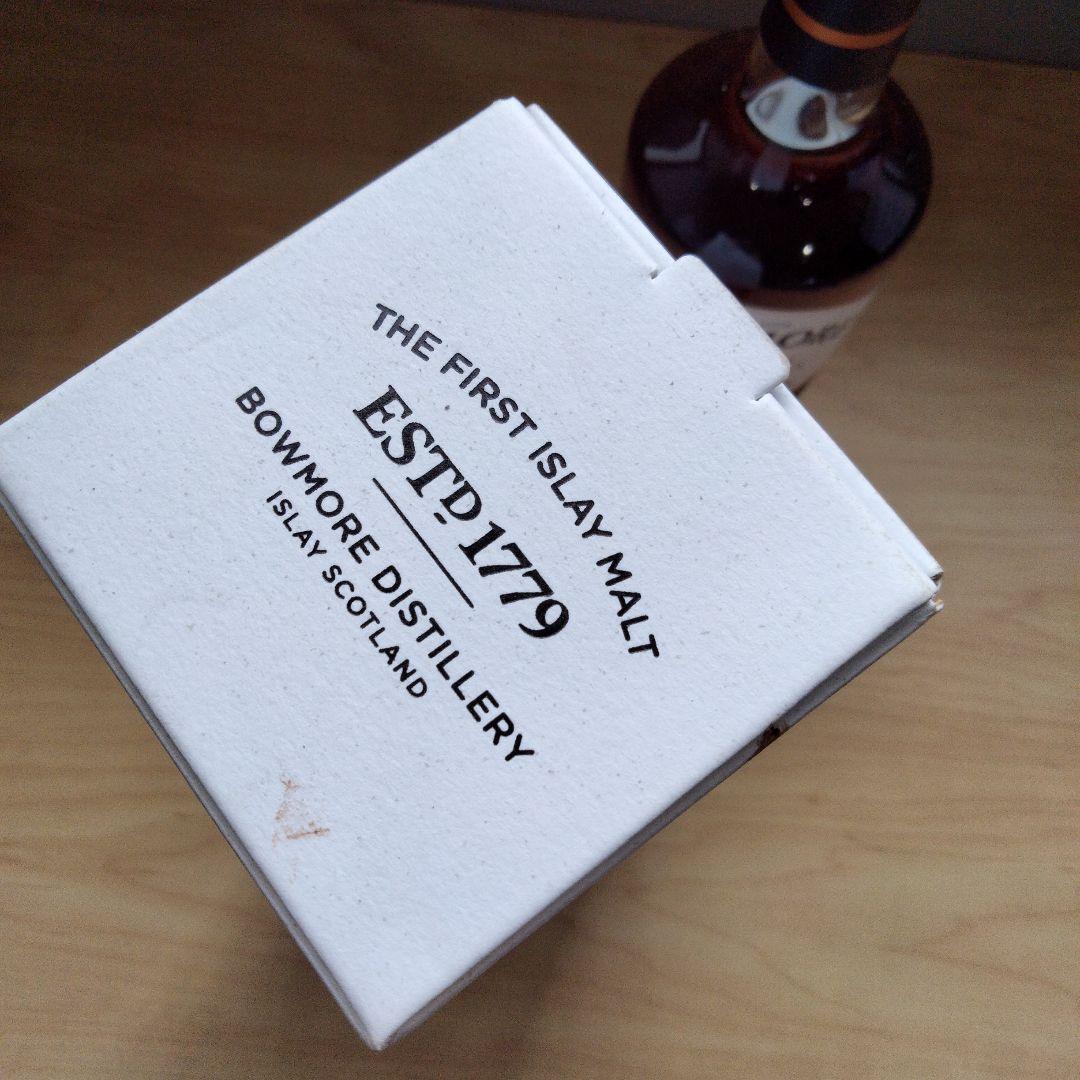 THE FIRST ISLAY MALT
ESTD 1779
BOWMORE DISTILLERY
ISLAY SCOTLAND